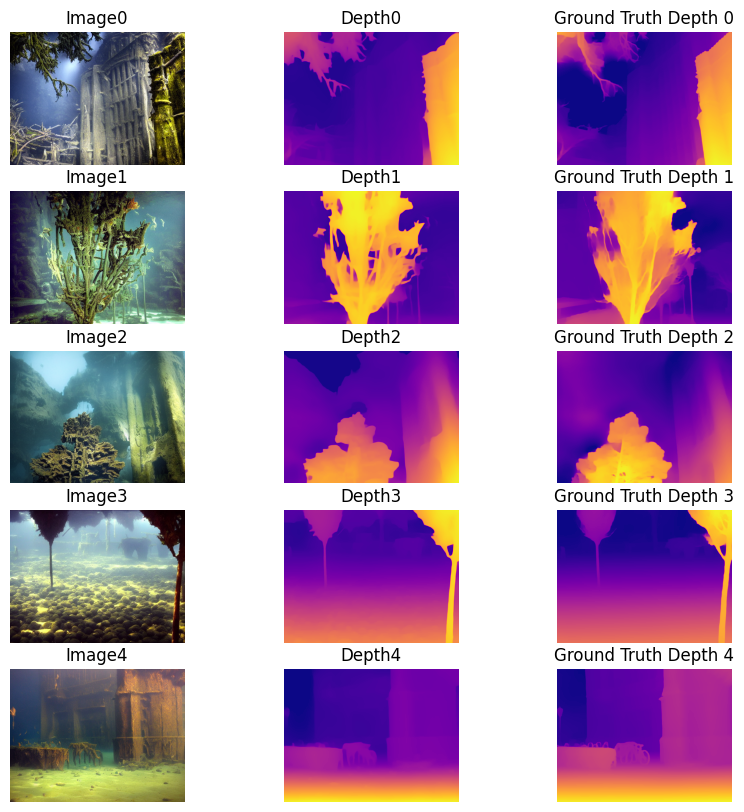 Image0 Depth0 Ground Truth Depth 0
Image1 Depth1 Ground Truth Depth 1
Image2 Depth2 Ground Truth Depth 2
Image3 Depth3 Ground Truth Depth 3
Image4 Depth4 Ground Truth Depth 4